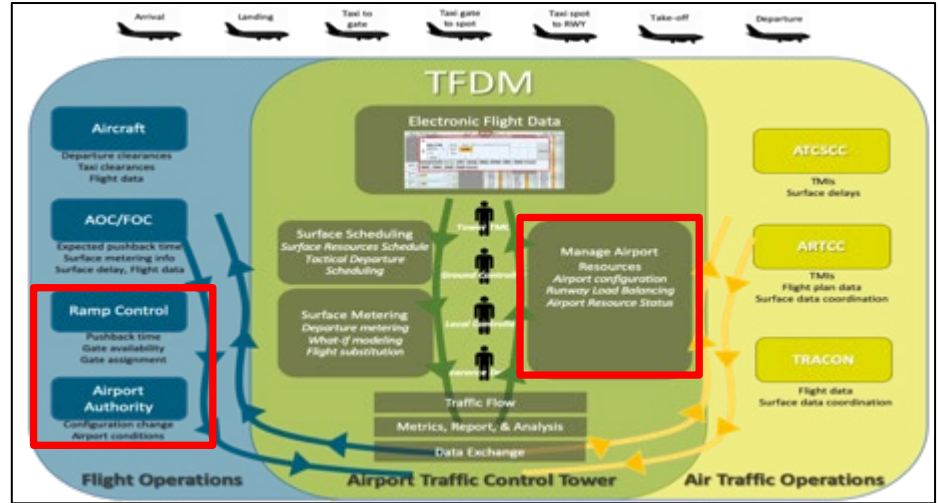 Arrival
Landing
Taxi to
gate
Taxi gate
to spot
Taxi spot
to RWY
Take-off
Departure
TFDM
Electronic Flight Data
Aircraft
Departure clearances
Taxi clearances
Flight data
AOC/FOC
Expected pushback time
Surface metering info
Surface delay, Flight data
Ramp Control
Pushback time
Gate availability
Gate assignment
Airport
Authority
Configuration change
Airport conditions
Surface Scheduling
Surface Resources Schedule
Tactical Departure
Scheduling
Surface Metering
Departure metering
What-if modeling
Flight substitution
Tower TMC
Ground Controller
Local Controller
Manage Airport
Resources
Airport configuration
Runway Load Balancing
Airport Resource Status
Traffic Flow
Metrics, Report, & Analysis
Data Exchange
ATCSCC
TMIs
Surface delays
ARTCC
TMIs
Flight plan data
Surface data coordination
TRACON
Flight data
Surface data coordination
Flight Operations
Airport Traffic Control Tower
Air Traffic Operations